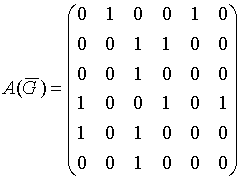 0 1 0 0 1 0
0 0 1 1 0 0
0 0 1 0 0 0
A(G̅) = 
1 0 0 1 0 1
1 0 1 0 0 0
0 0 1 0 0 0